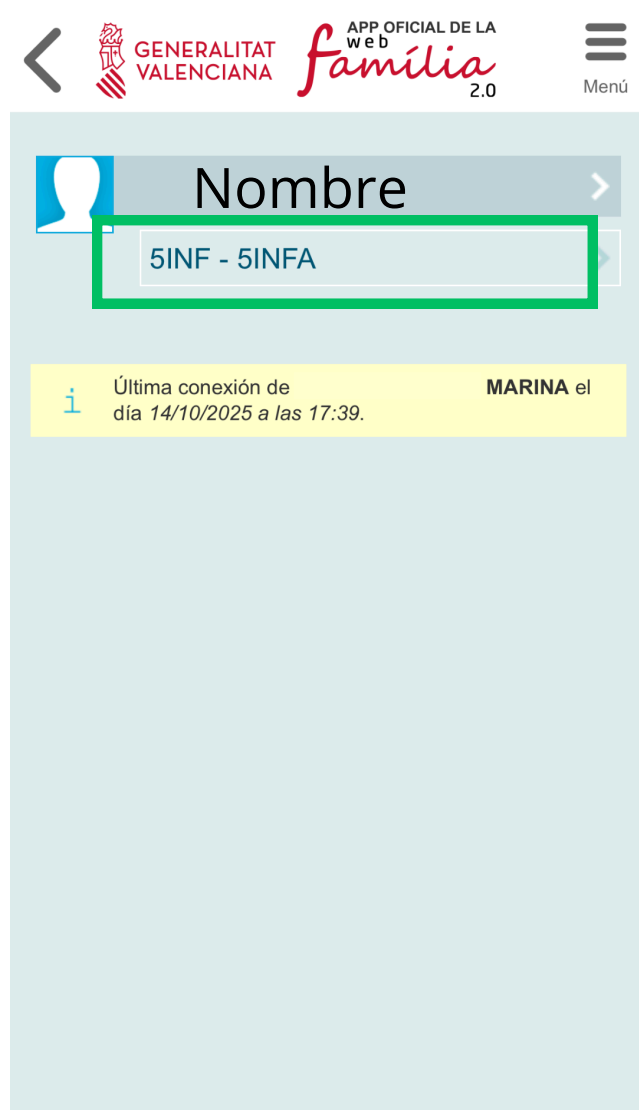 APP OFICIAL DE LA
GENERALITAT
VALENCIANA
web
família
2.0
Menú
Nombre
5INF - 5INFA
i
Última conexión de MARINA el
día 14/10/2025 a las 17:39.